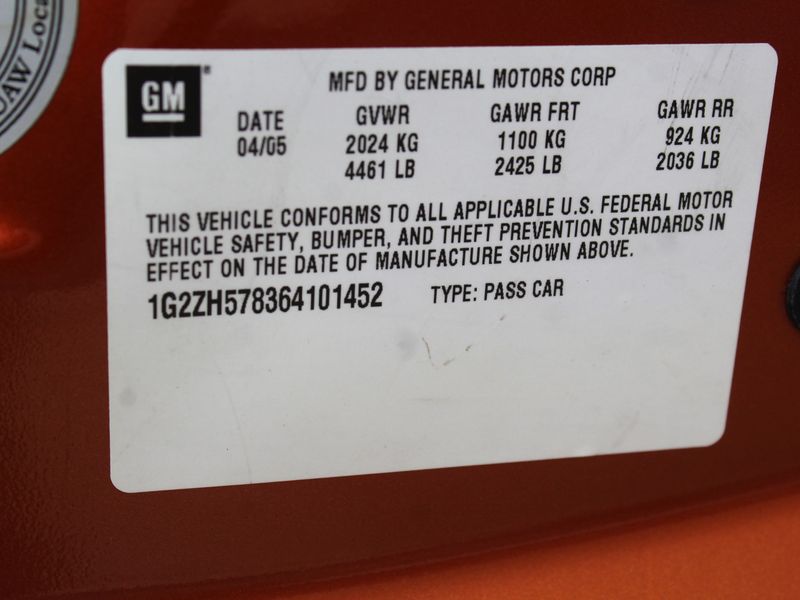 UAW Loca
GM
MFD BY GENERAL MOTORS CORP
DATE GVWR GAWR FRT GAWR RR
04/05 2024 KG 1100 KG 924 KG
4461 LB 2425 LB 2036 LB
THIS VEHICLE CONFORMS TO ALL APPLICABLE U.S. FEDERAL MOTOR
VEHICLE SAFETY, BUMPER, AND THEFT PREVENTION STANDARDS IN
EFFECT ON THE DATE OF MANUFACTURE SHOWN ABOVE.
1G2ZH578364101452 TYPE: PASS CAR